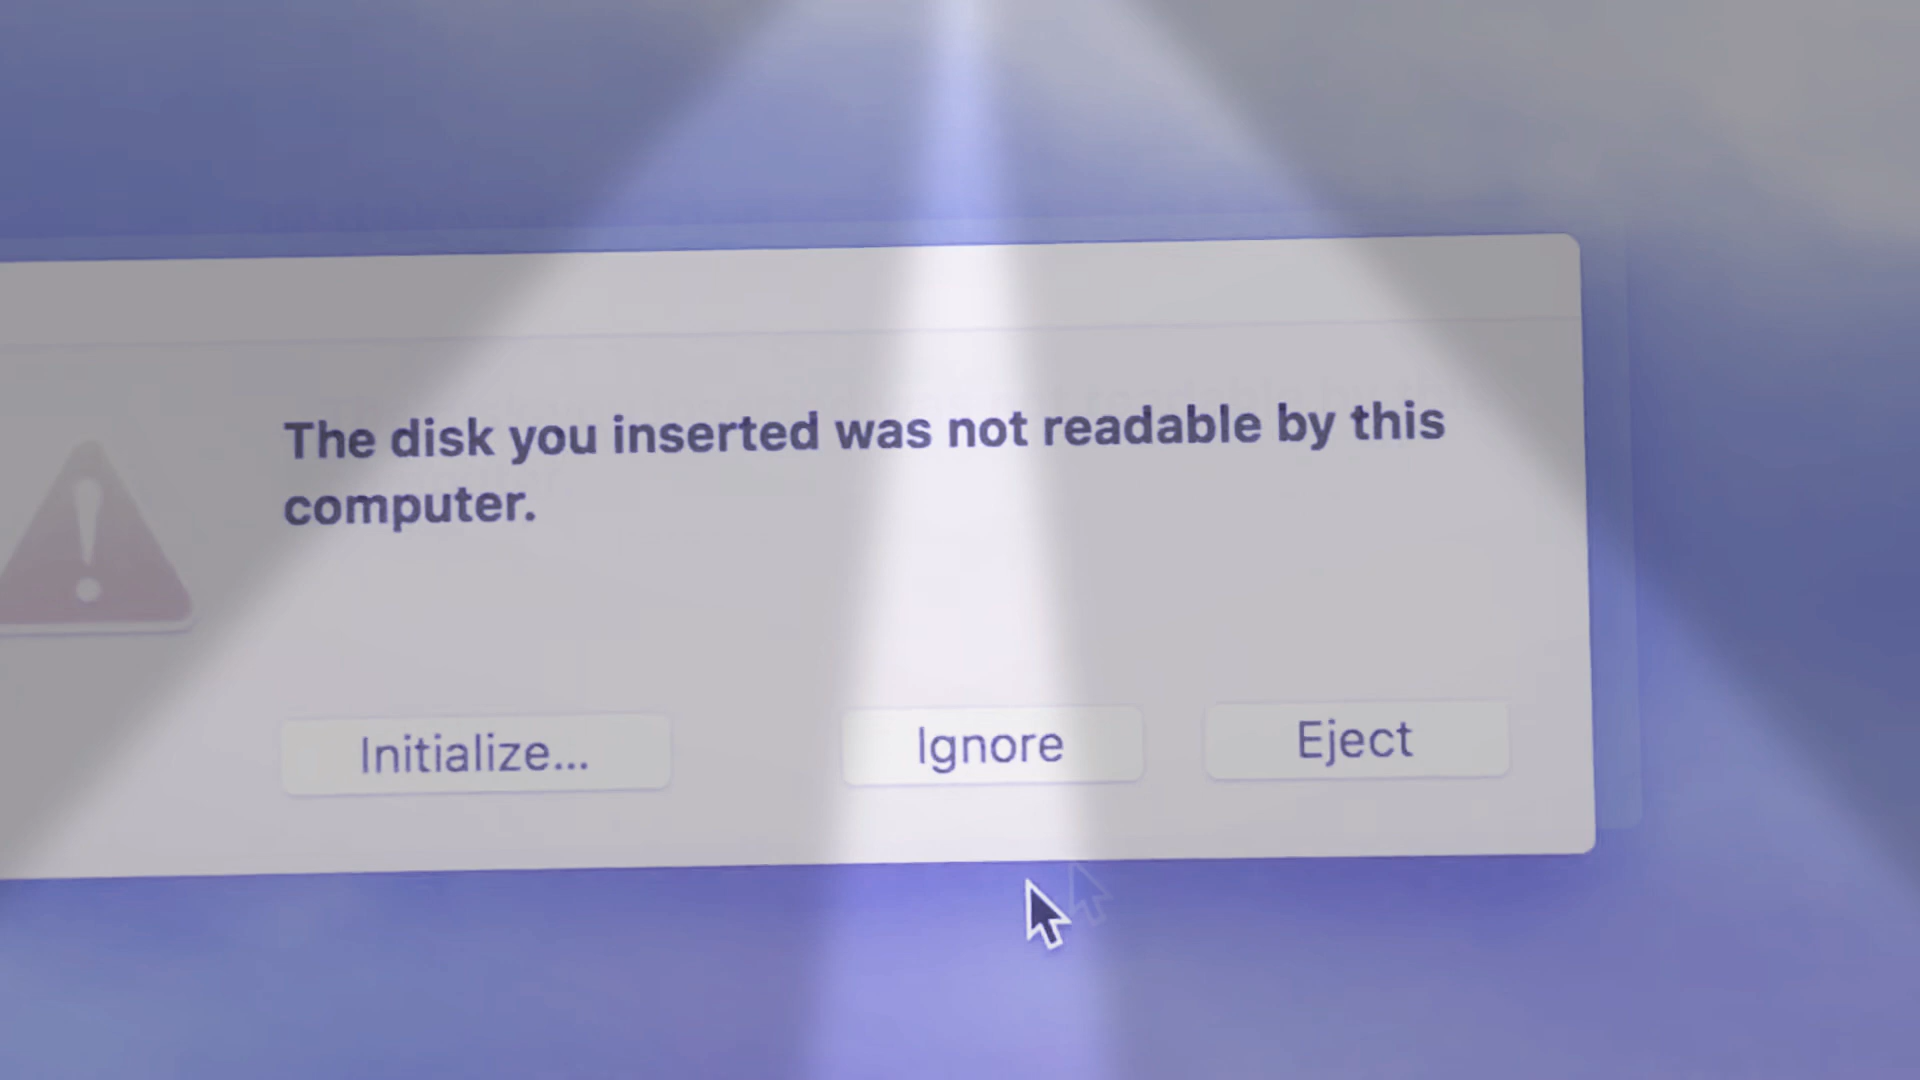 The disk you inserted was not readable by this
computer.
Initialize...
Ignore
Eject